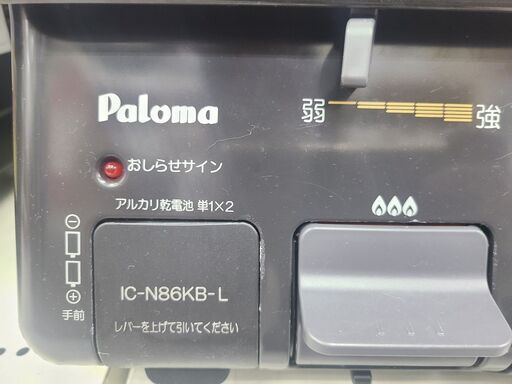 Paloma
弱 強
おしらせサイン
アルカリ乾電池 単1×2
⊖
⊕
手前
IC-N86KB-L
レバーを上げて引いてください